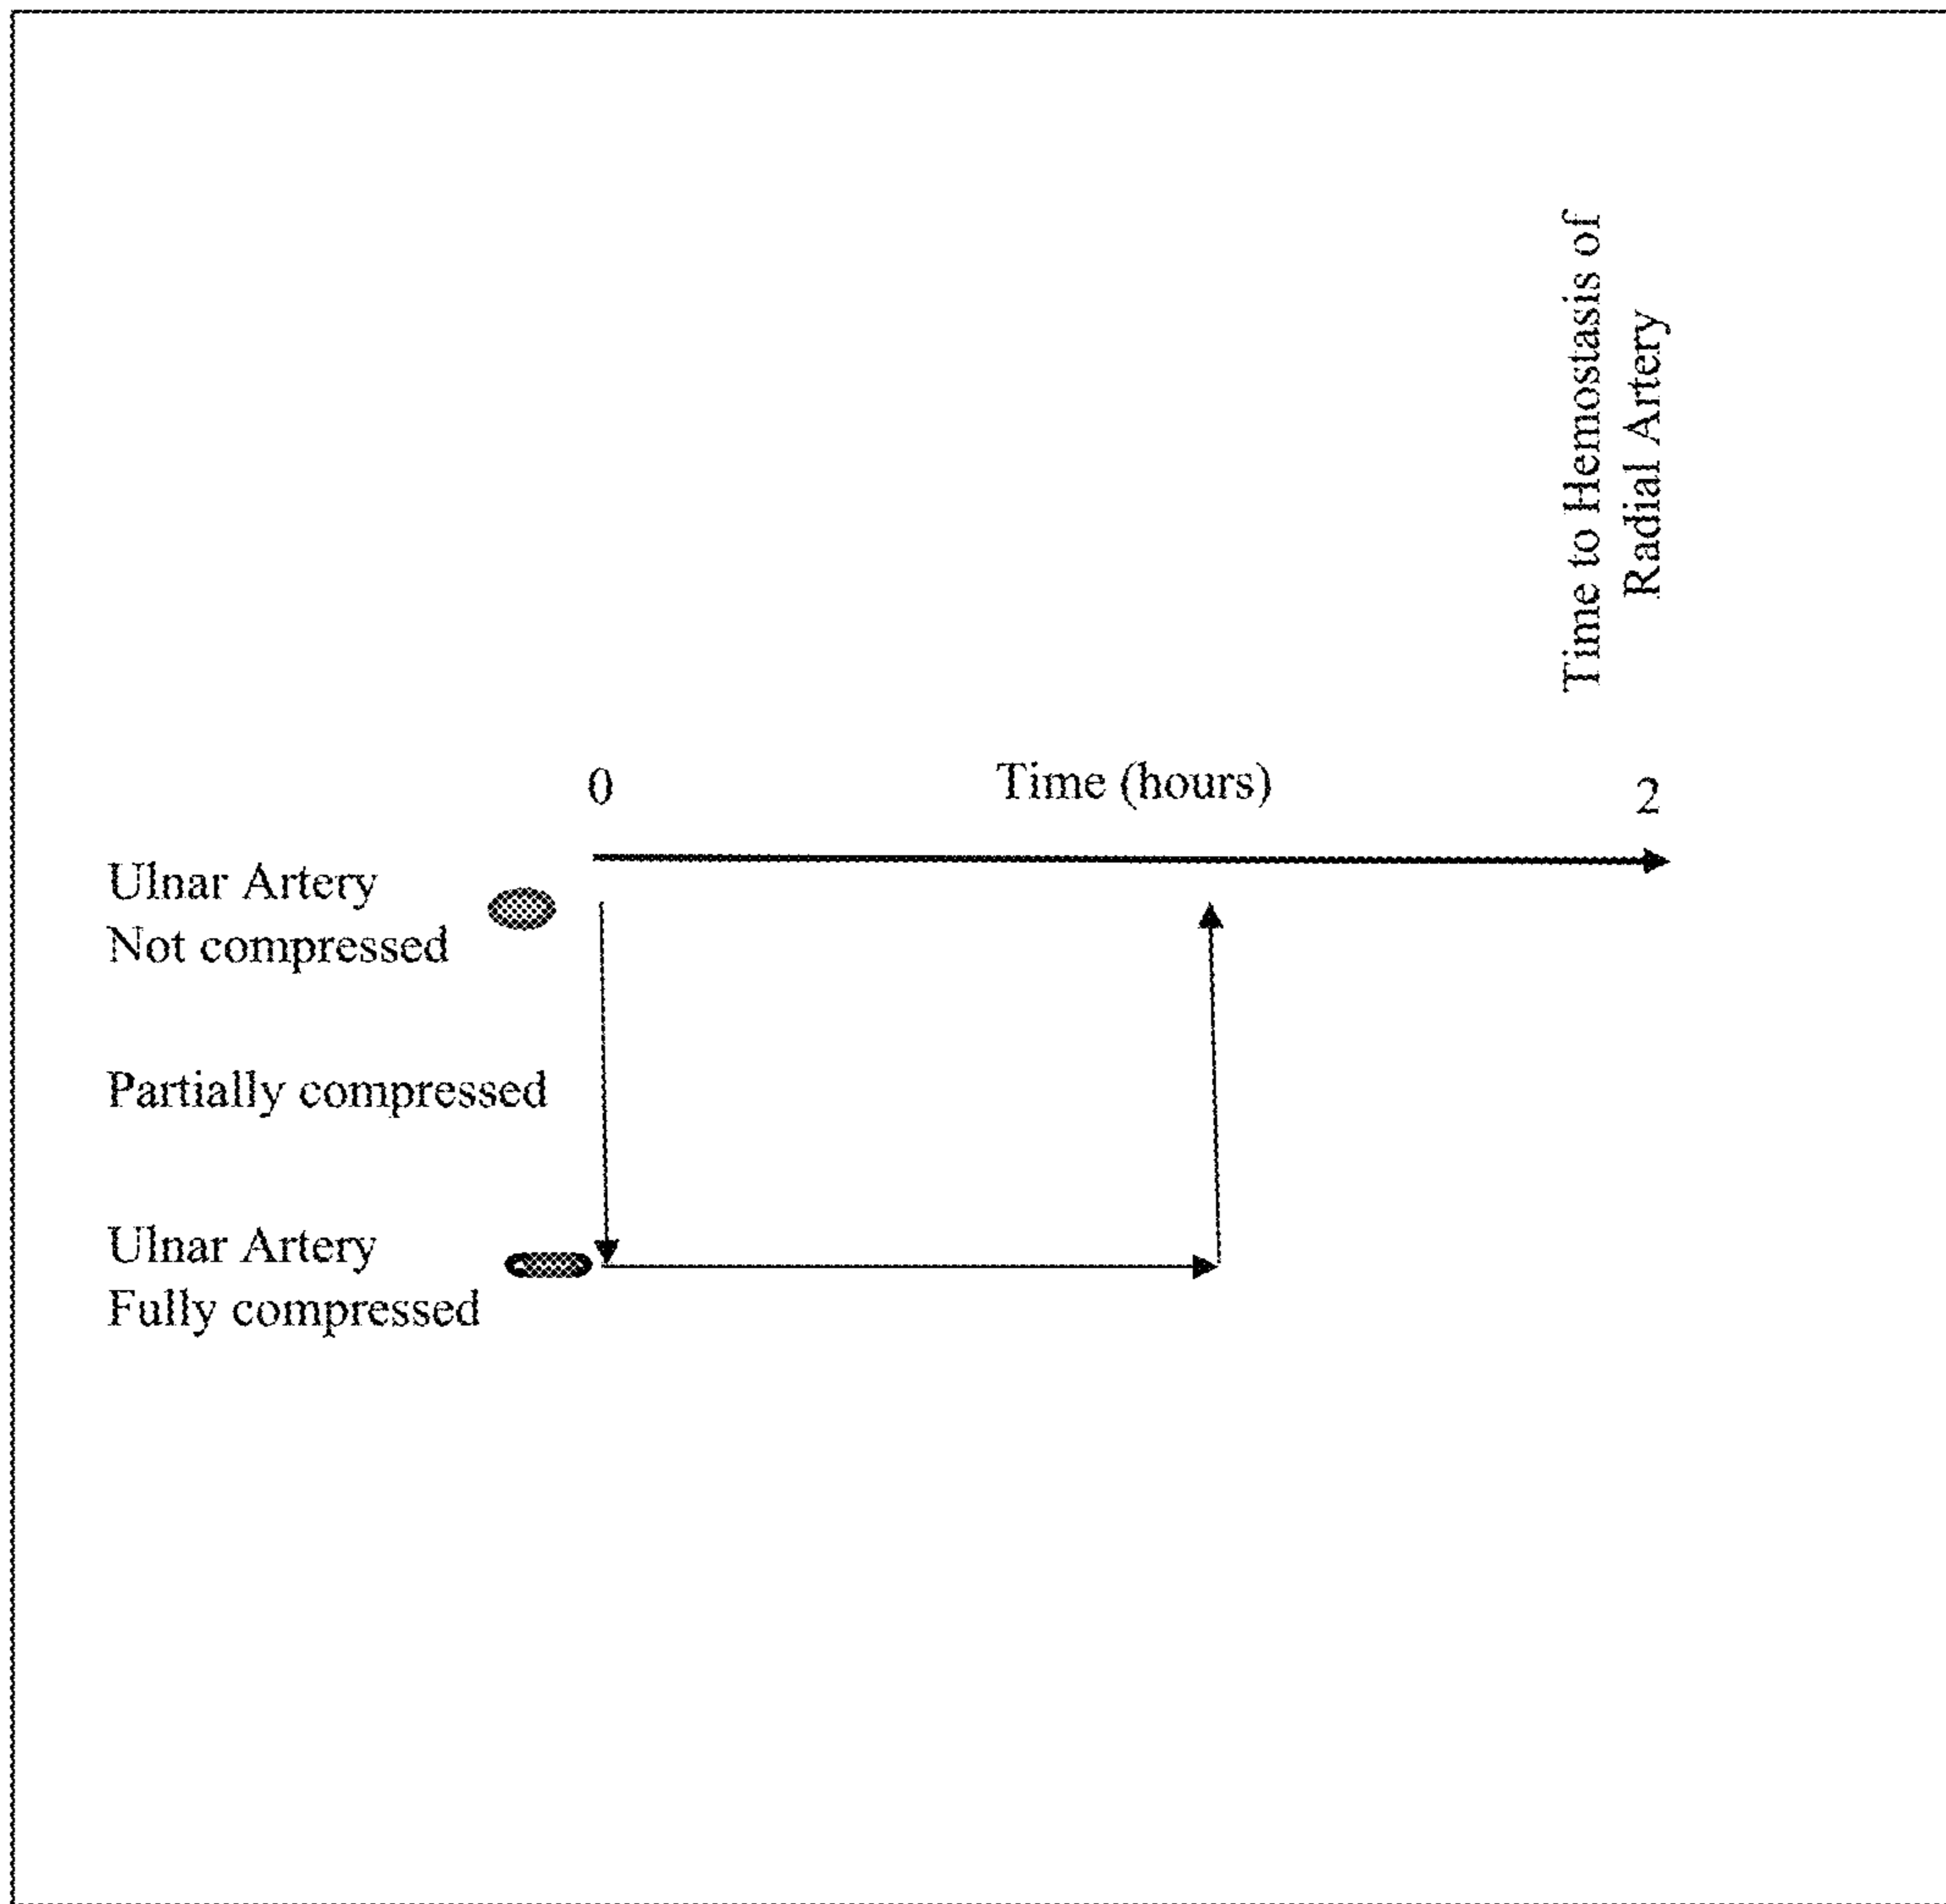 Time to Hemostasis of
Radial Artery
0
Time (hours)
2
Ulnar Artery
Not compressed
Partially compressed
Ulnar Artery
Fully compressed